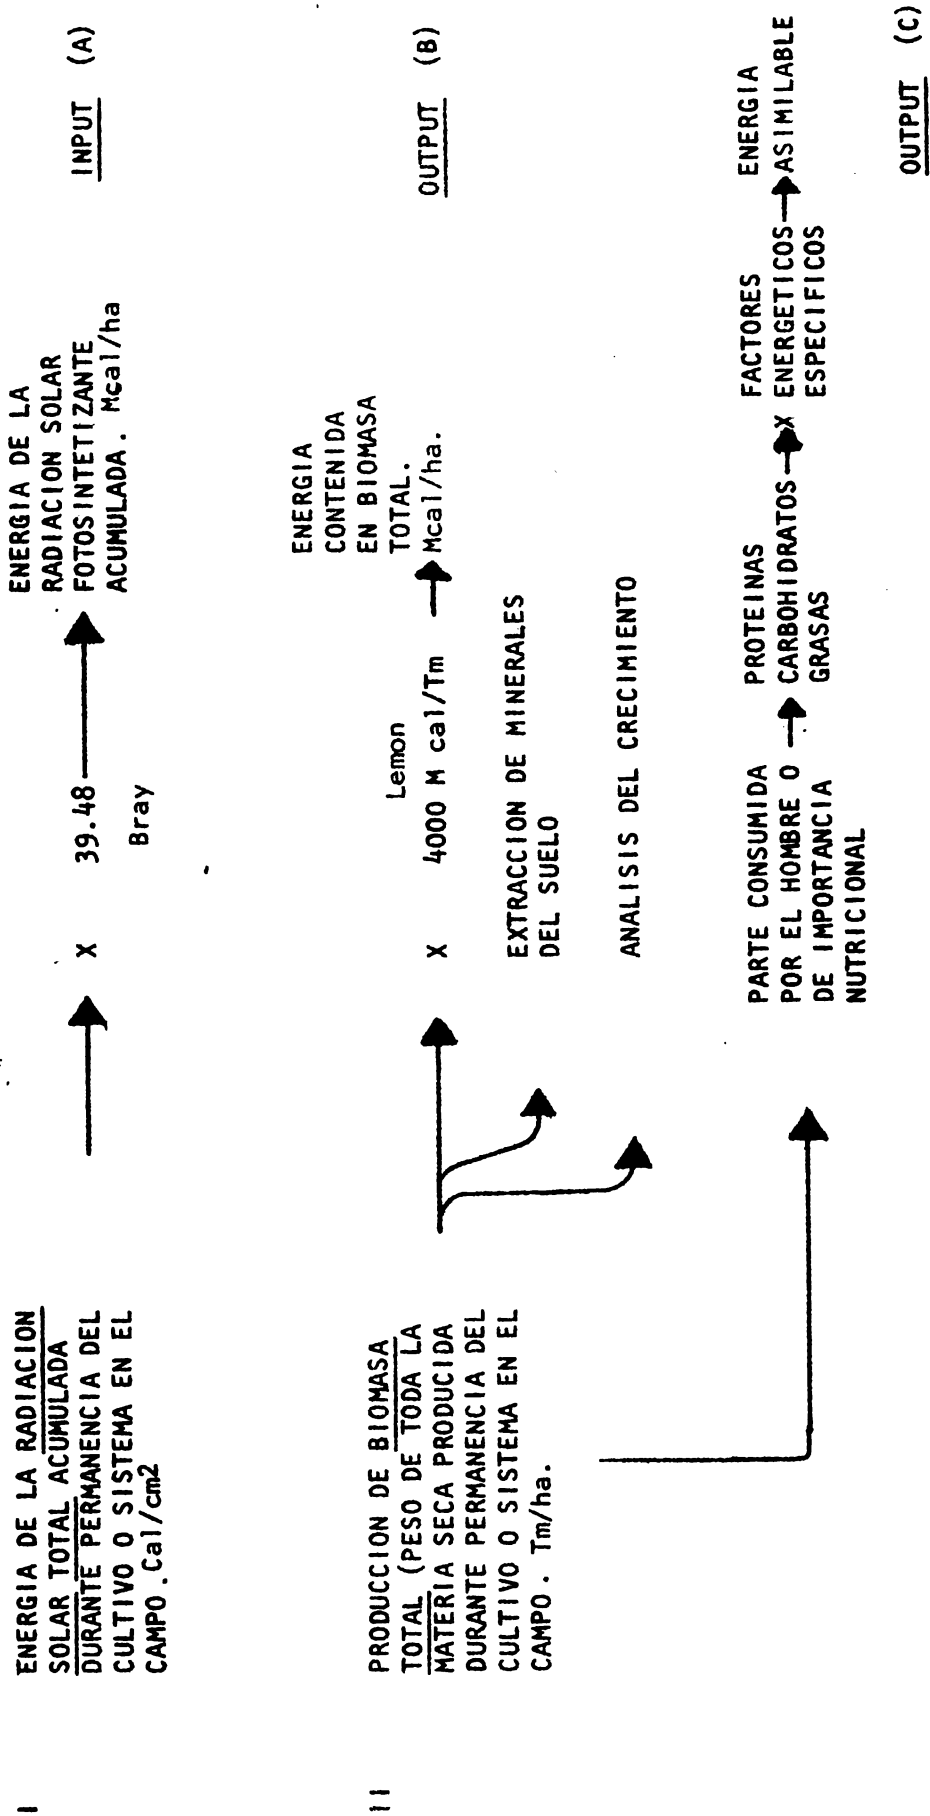 I
ENERGIA DE LA RADIACION
SOLAR TOTAL ACUMULADA
DURANTE PERMANENCIA DEL
CULTIVO O SISTEMA EN EL
CAMPO. Cal/cm2
X
39.48
Bray
ENERGIA DE LA
RADIACION SOLAR
FOTOSINTETIZANTE
ACUMULADA. Mcal/ha
INPUT (A)
II
PRODUCCION DE BIOMASA
TOTAL (PESO DE TODA LA
MATERIA SECA PRODUCIDA
DURANTE PERMANENCIA DEL
CULTIVO O SISTEMA EN EL
CAMPO. Tm/ha.
X
Lemon
4000 M cal/Tm
ENERGIA
CONTENIDA
EN BIOMASA
TOTAL.
Mcal/ha.
OUTPUT (B)
EXTRACCION DE MINERALES
DEL SUELO
ANALISIS DEL CRECIMIENTO
PARTE CONSUMIDA
POR EL HOMBRE O
DE IMPORTANCIA
NUTRICIONAL
PROTEINAS
CARBOHIDRATOS
GRASAS
X
FACTORES
ENERGETICOS
ESPECIFICOS
ENERGIA
ASIMILABLE
OUTPUT (C)